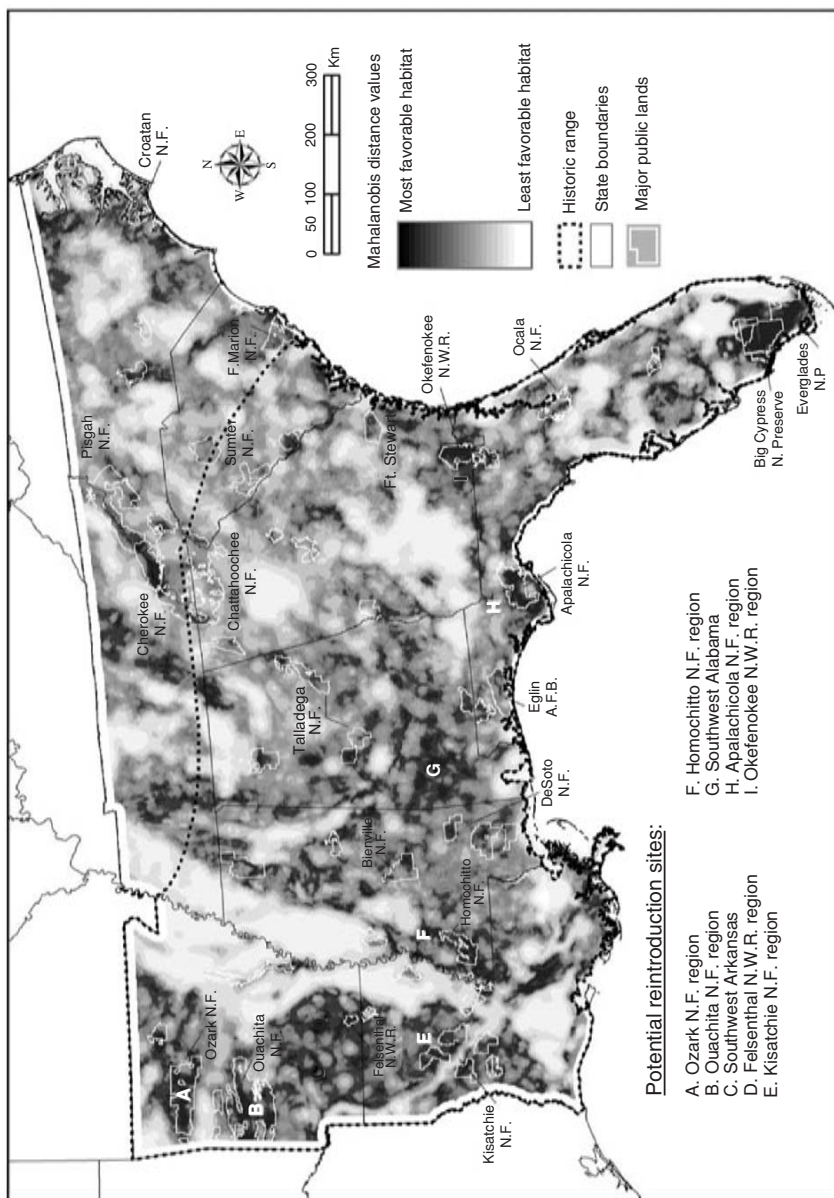 Pisgah
N.F.
Cherokee
N.F.
Chattahoochee
N.F.
Sumter
N.F.
F.Marion
N.F.
Croatan
N.F.
Talladega
N.F.
Ft. Stewart
Okefenokee
N.W.R.
Ocala
N.F.
Ozark N.F.
Ouachita
N.F.
Felsenthal
N.W.R.
Bienville
N.F.
Homochitto
N.F.
Kisatchie
N.F.
DeSoto
N.F.
Eglin
A.F.B.
Apalachicola
N.F.
Big Cypress
N. Preserve
Everglades
N.P
A
B
E
F
G
H
I
N
W
E
S
0
50
100
200
300
Km
Mahalanobis distance values
Most favorable habitat
Least favorable habitat
Historic range
State boundaries
Major public lands
Potential reintroduction sites:
A. Ozark N.F. region
B. Ouachita N.F. region
C. Southwest Arkansas
D. Felsenthal N.W.R. region
E. Kisatchie N.F. region
F. Homochitto N.F. region
G. Southwest Alabama
H. Apalachicola N.F. region
I. Okefenokee N.W.R. region